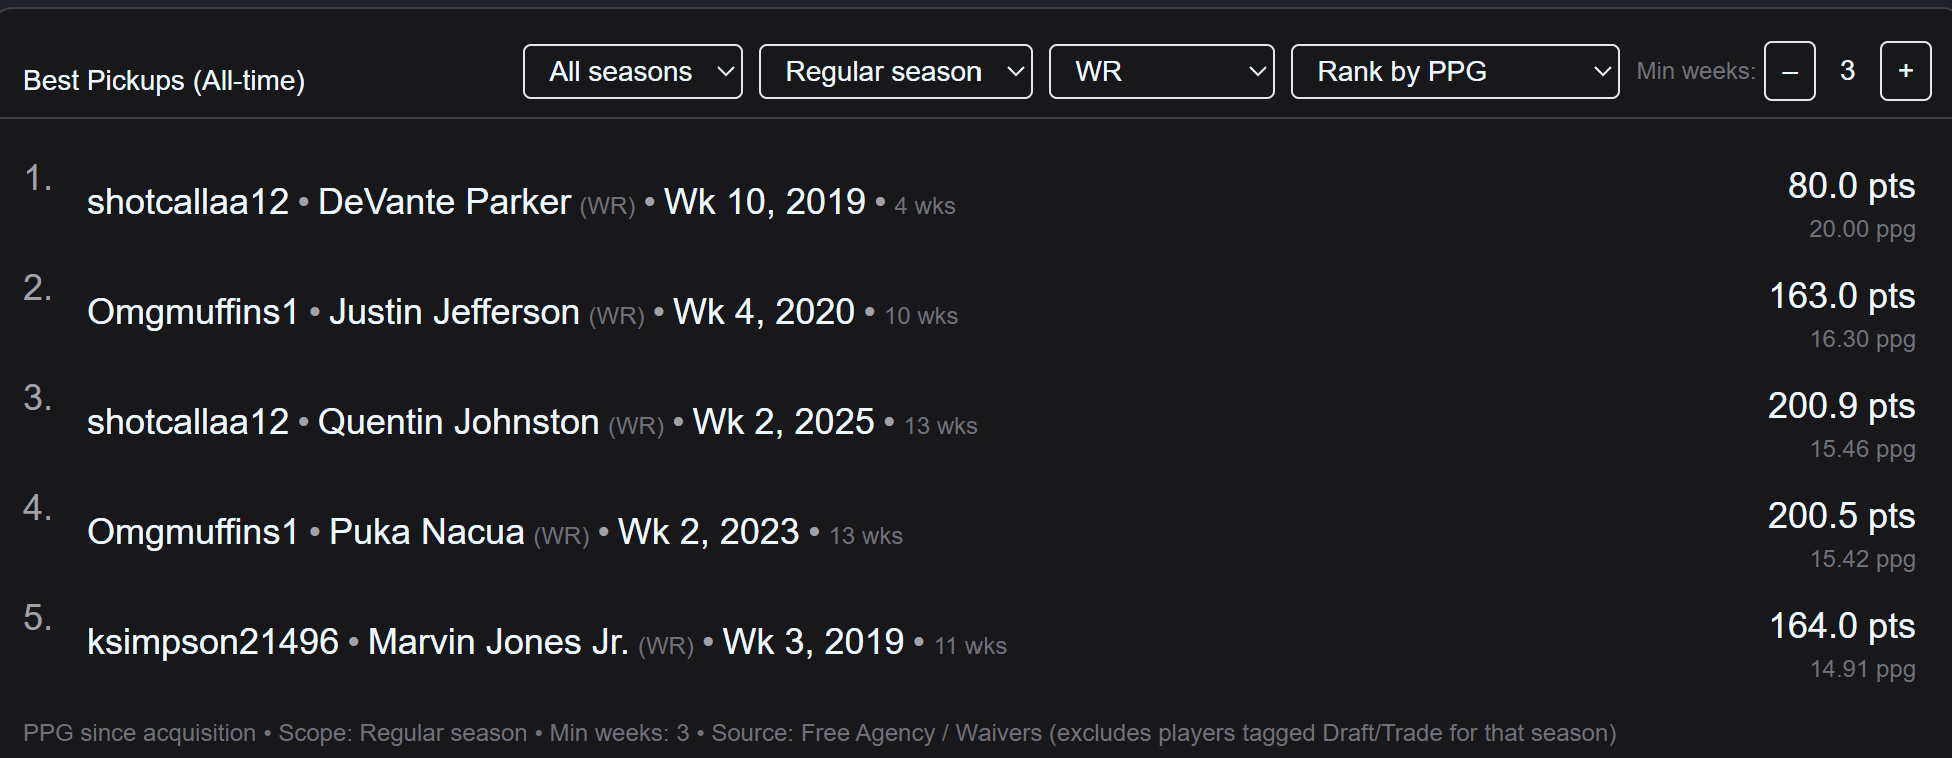 Best Pickups (All-time) All seasons Regular season WR Rank by PPG Min weeks: – 3 +
1. shotcallaa12 • DeVante Parker (WR) • Wk 10, 2019 • 4 wks 80.0 pts
20.00 ppg
2. Omgmuffins1 • Justin Jefferson (WR) • Wk 4, 2020 • 10 wks 163.0 pts
16.30 ppg
3. shotcallaa12 • Quentin Johnston (WR) • Wk 2, 2025 • 13 wks 200.9 pts
15.46 ppg
4. Omgmuffins1 • Puka Nacua (WR) • Wk 2, 2023 • 13 wks 200.5 pts
15.42 ppg
5. ksimpson21496 • Marvin Jones Jr. (WR) • Wk 3, 2019 • 11 wks 164.0 pts
14.91 ppg
PPG since acquisition • Scope: Regular season • Min weeks: 3 • Source: Free Agency / Waivers (excludes players tagged Draft/Trade for that season)